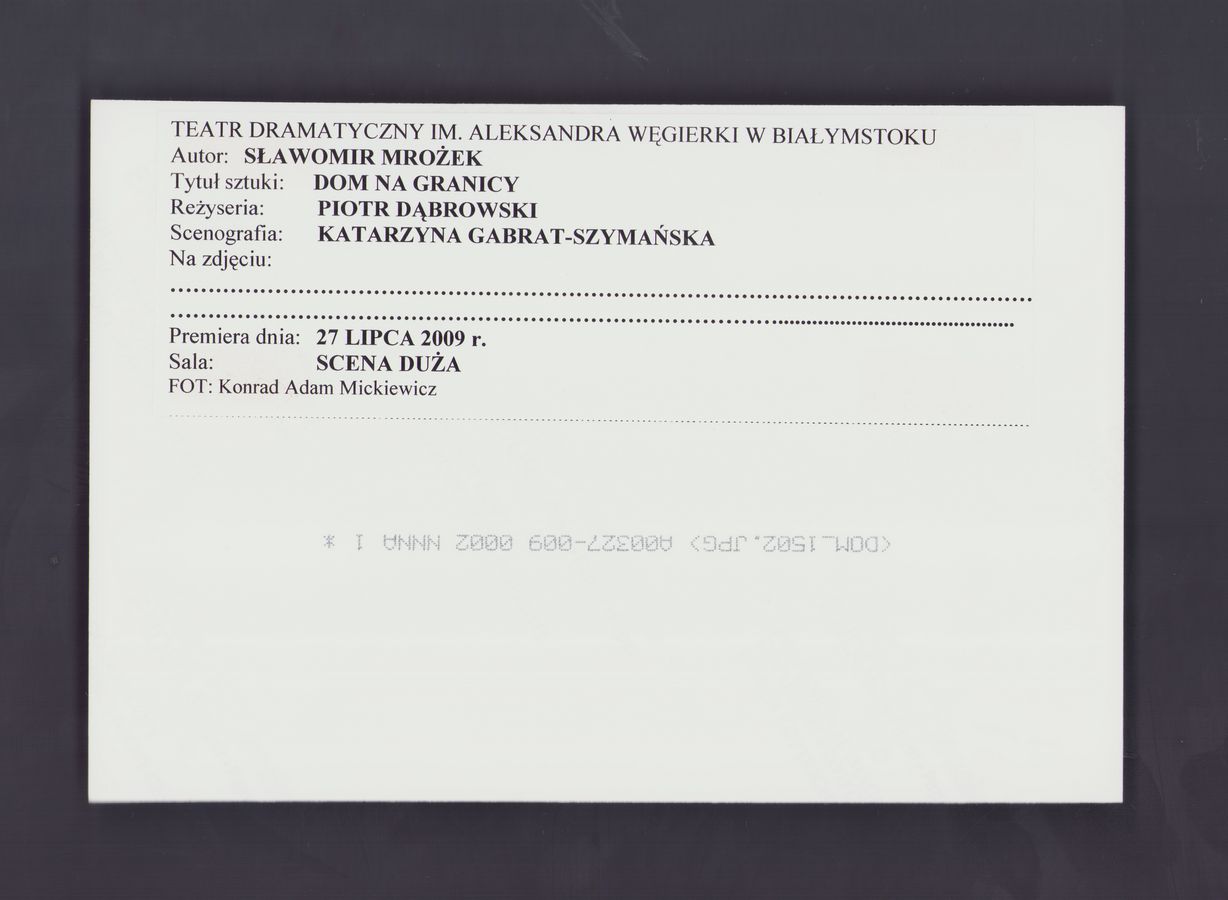 TEATR DRAMATYCZNY IM. ALEKSANDRA WĘGIERKI W BIAŁYMSTOKU
Autor: SŁAWOMIR MROŻEK
Tytuł sztuki: DOM NA GRANICY
Reżyseria: PIOTR DĄBROWSKI
Scenografia: KATARZYNA GABRAT-SZYMAŃSKA
Na zdjęciu:
Premiera dnia: 27 LIPCA 2009 r.
Sala: SCENA DUŻA
FOT: Konrad Adam Mickiewicz
<DOM_1502.JPG> A00327-009 0002 NNNA 1 *